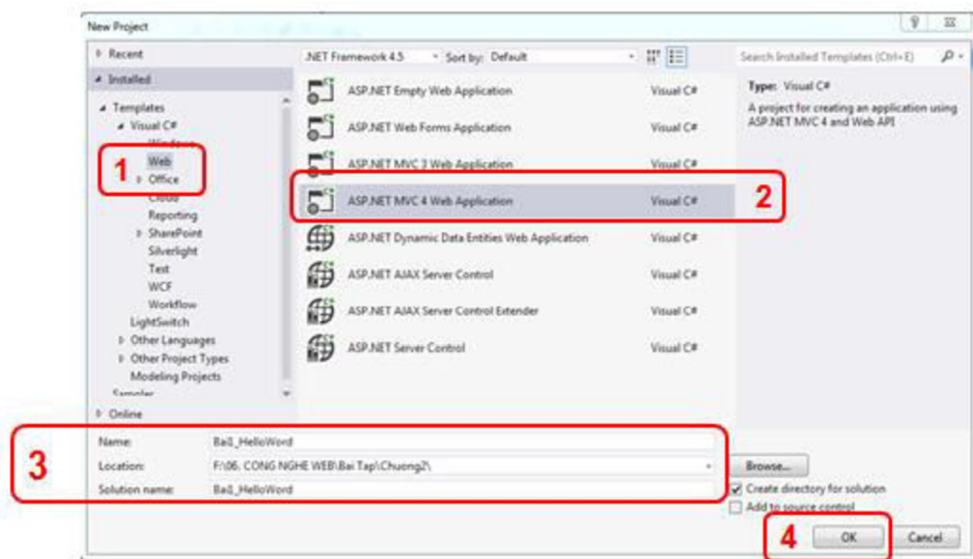 New Project
Recent
.NET Framework 4.5 Sort by: Default Search Installed Templates (Ctrl+E)
Installed
Templates
Visual C#
Windows
Web
Office
Cloud
Reporting
SharePoint
Silverlight
Test
WCF
Workflow
LightSwitch
Other Languages
Other Project Types
Modeling Projects
Samples
Online
1
ASP.NET Empty Web Application Visual C#
ASP.NET Web Forms Application Visual C#
ASP.NET MVC 3 Web Application Visual C#
ASP.NET MVC 4 Web Application Visual C#
2
ASP.NET Dynamic Data Entities Web Application Visual C#
ASP.NET AJAX Server Control Visual C#
ASP.NET AJAX Server Control Extender Visual C#
ASP.NET Server Control Visual C#
Type: Visual C#
A project for creating an application using
ASP.NET MVC 4 and Web API
3
Name: Bai1_HelloWord
Location: F:\06. CONG NGHE WEB\Bai Tap\Chuong2\
Solution name: Bai1_HelloWord
Browse...
Create directory for solution
Add to source control
4
OK Cancel